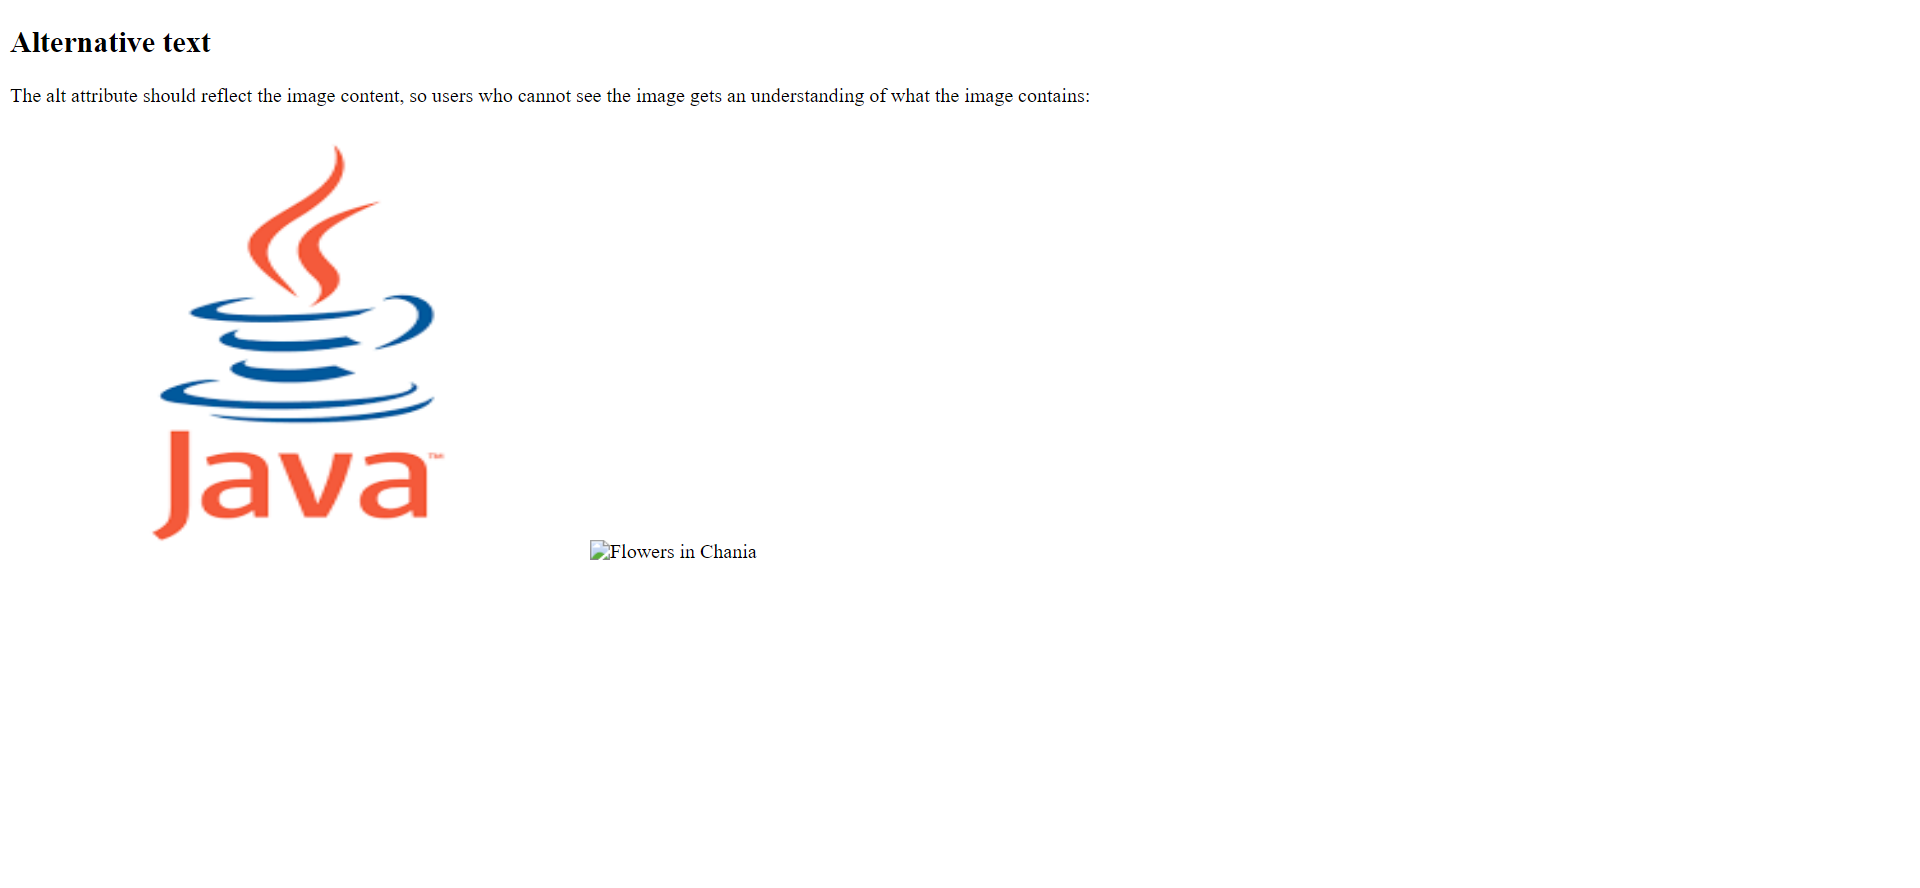 Alternative text
The alt attribute should reflect the image content, so users who cannot see the image gets an understanding of what the image contains:
Java™
Flowers in Chania